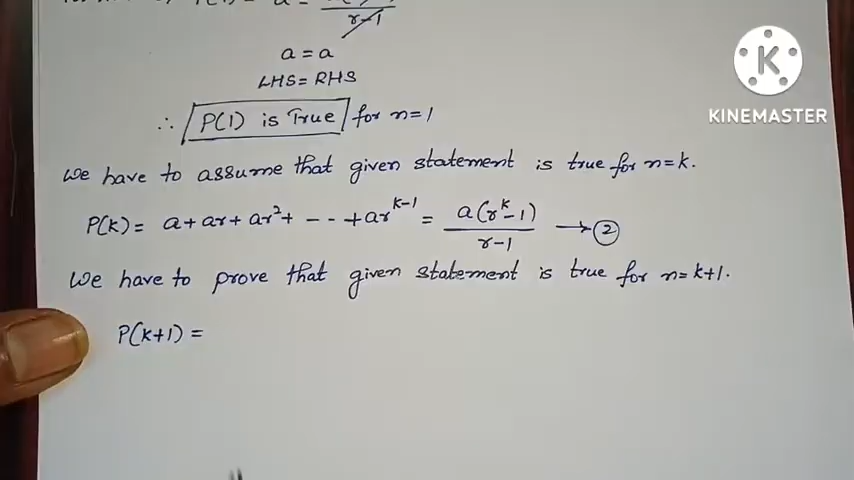 r-1
a = a
LHS = RHS
∴ P(1) is True for n=1
We have to assume that given statement is true for n=k.
P(k) = a + ar + ar² + - - - + ar^(k-1) = a(r^k - 1) / r-1 → ②
We have to prove that given statement is true for n=k+1.
P(k+1) =
K
KINEMASTER